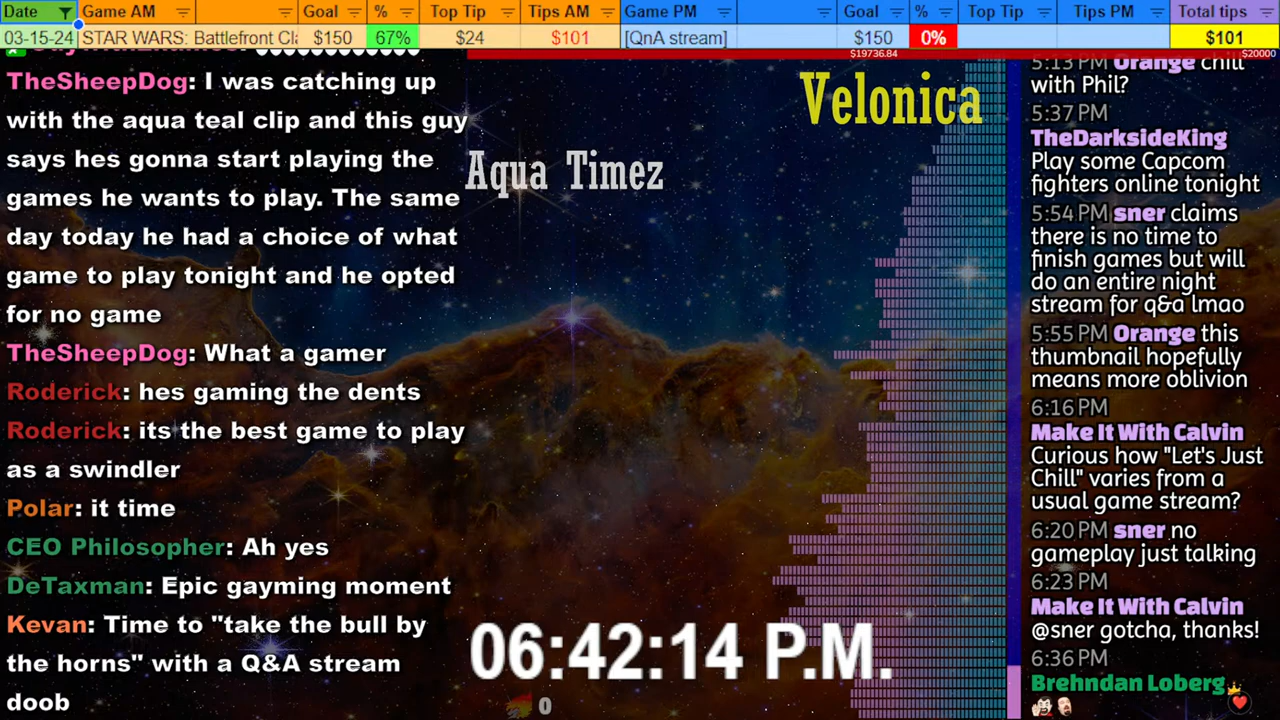 Date Game AM Goal % Top Tip Tips AM Game PM Goal % Top Tip Tips PM Total tips
03-15-24 STAR WARS: Battlefront Cla $150 67% $24 $101 [QnA stream] $150 0% $101
$19736.84 $20000
TheSheepDog: I was catching up
with the aqua teal clip and this guy
says hes gonna start playing the
games he wants to play. The same
day today he had a choice of what
game to play tonight and he opted
for no game
TheSheepDog: What a gamer
Roderick: hes gaming the dents
Roderick: its the best game to play
as a swindler
Polar: it time
CEO Philosopher: Ah yes
DeTaxman: Epic gayming moment
Kevan: Time to "take the bull by
the horns" with a Q&A stream
doob
Velonica
Aqua Timez
06:42:14 P.M.
0
5:13 PM Orange chill
with Phil?
5:37 PM
TheDarksideKing
Play some Capcom
fighters online tonight
5:54 PM sner claims
there is no time to
finish games but will
do an entire night
stream for q&a lmao
5:55 PM Orange this
thumbnail hopefully
means more oblivion
6:16 PM
Make It With Calvin
Curious how "Let's Just
Chill" varies from a
usual game stream?
6:20 PM sner no
gameplay just talking
6:23 PM
Make It With Calvin
@sner gotcha, thanks!
6:36 PM
Brehndan Loberg